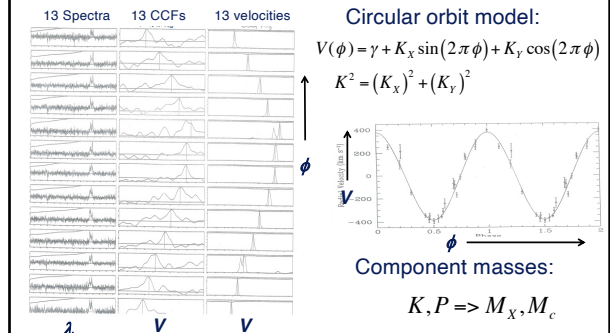 13 Spectra
13 CCFs
13 velocities
λ
V
V
ϕ
Circular orbit model:
V(ϕ) = γ + K_X sin(2πϕ) + K_Y cos(2πϕ)
K² = (K_X)² + (K_Y)²
400
200
0
−200
−400
V
0
0.5
1
1.5
2
ϕ
Component masses:
K, P => M_X, M_c